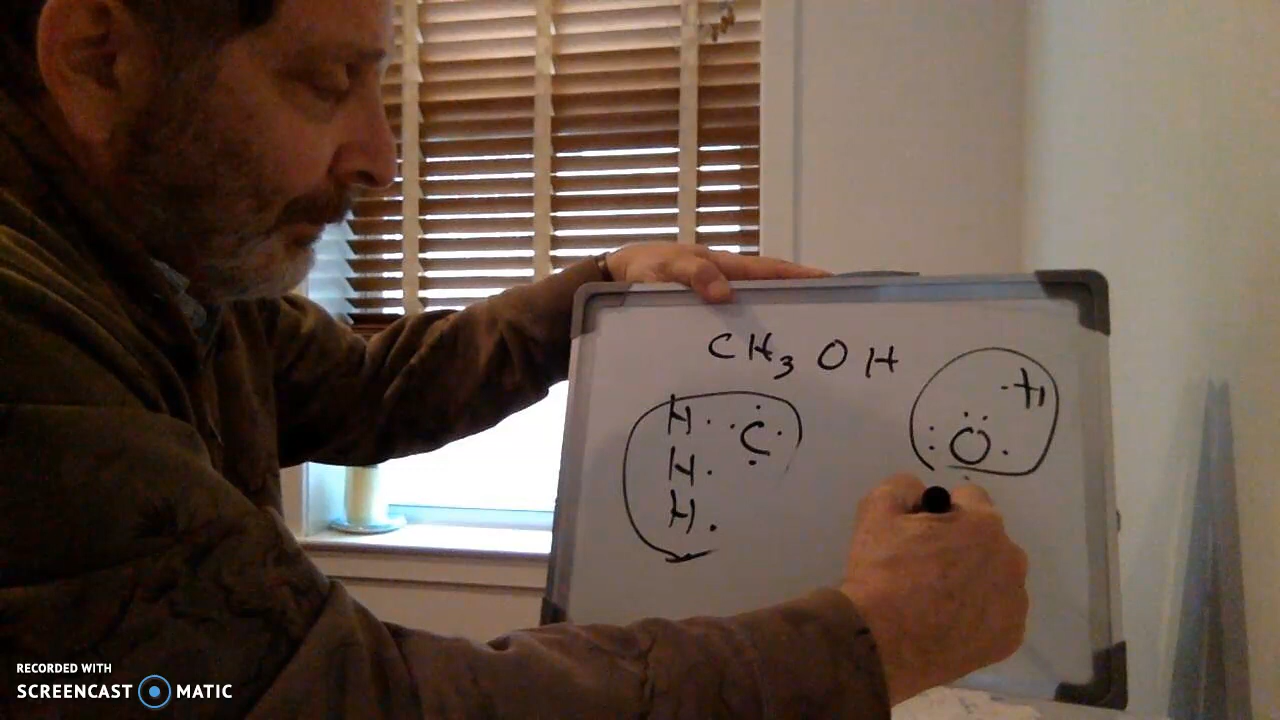 CH3OH
H. .C.
H.
H.
.H
:O.
RECORDED WITH
SCREENCAST MATIC